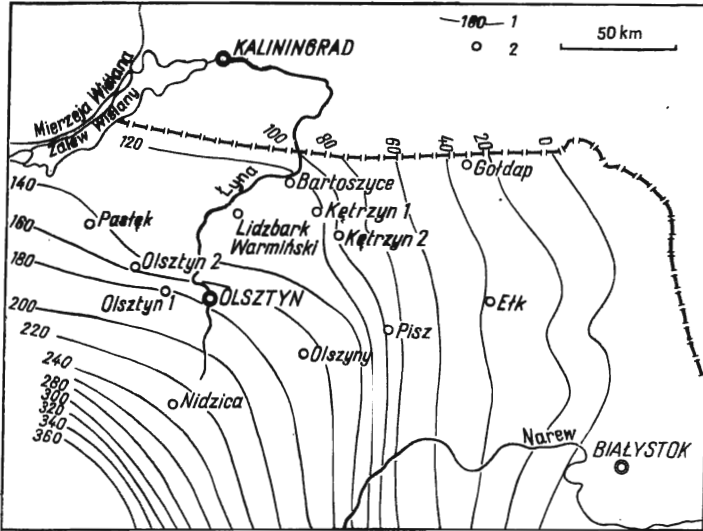 100 1
2
50 km
KALININGRAD
Mierzeja Wiślana
Zalew Wiślany
120
100
80
60
40
20
0
Gołdap
Łyna
Bartoszyce
140
Pasłęk
Kętrzyn 1
Lidzbark
Warmiński
Kętrzyn 2
160
180
Olsztyn 2
Olsztyn 1
OLSZTYN
Ełk
200
220
Pisz
Olszyny
240
280
300
320
340
360
Nidzica
Narew
BIAŁYSTOK